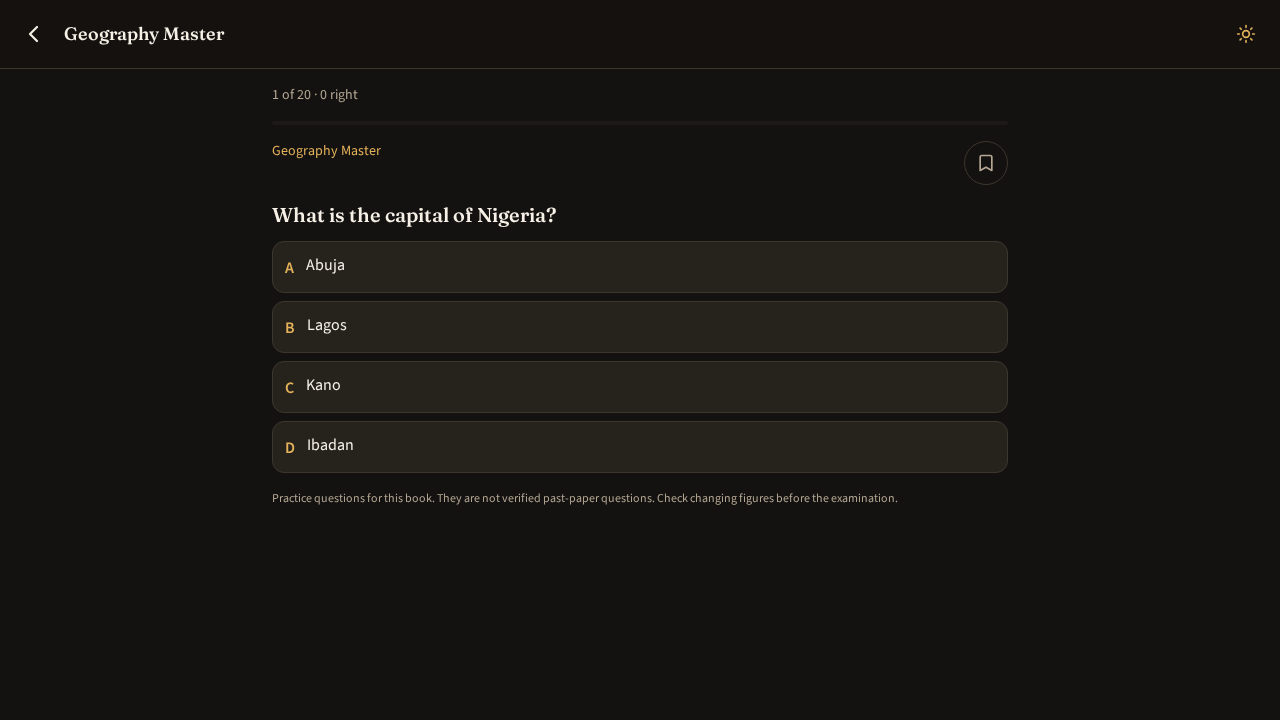 Geography Master
1 of 20 · 0 right
Geography Master
What is the capital of Nigeria?
A Abuja
B Lagos
C Kano
D Ibadan
Practice questions for this book. They are not verified past-paper questions. Check changing figures before the examination.